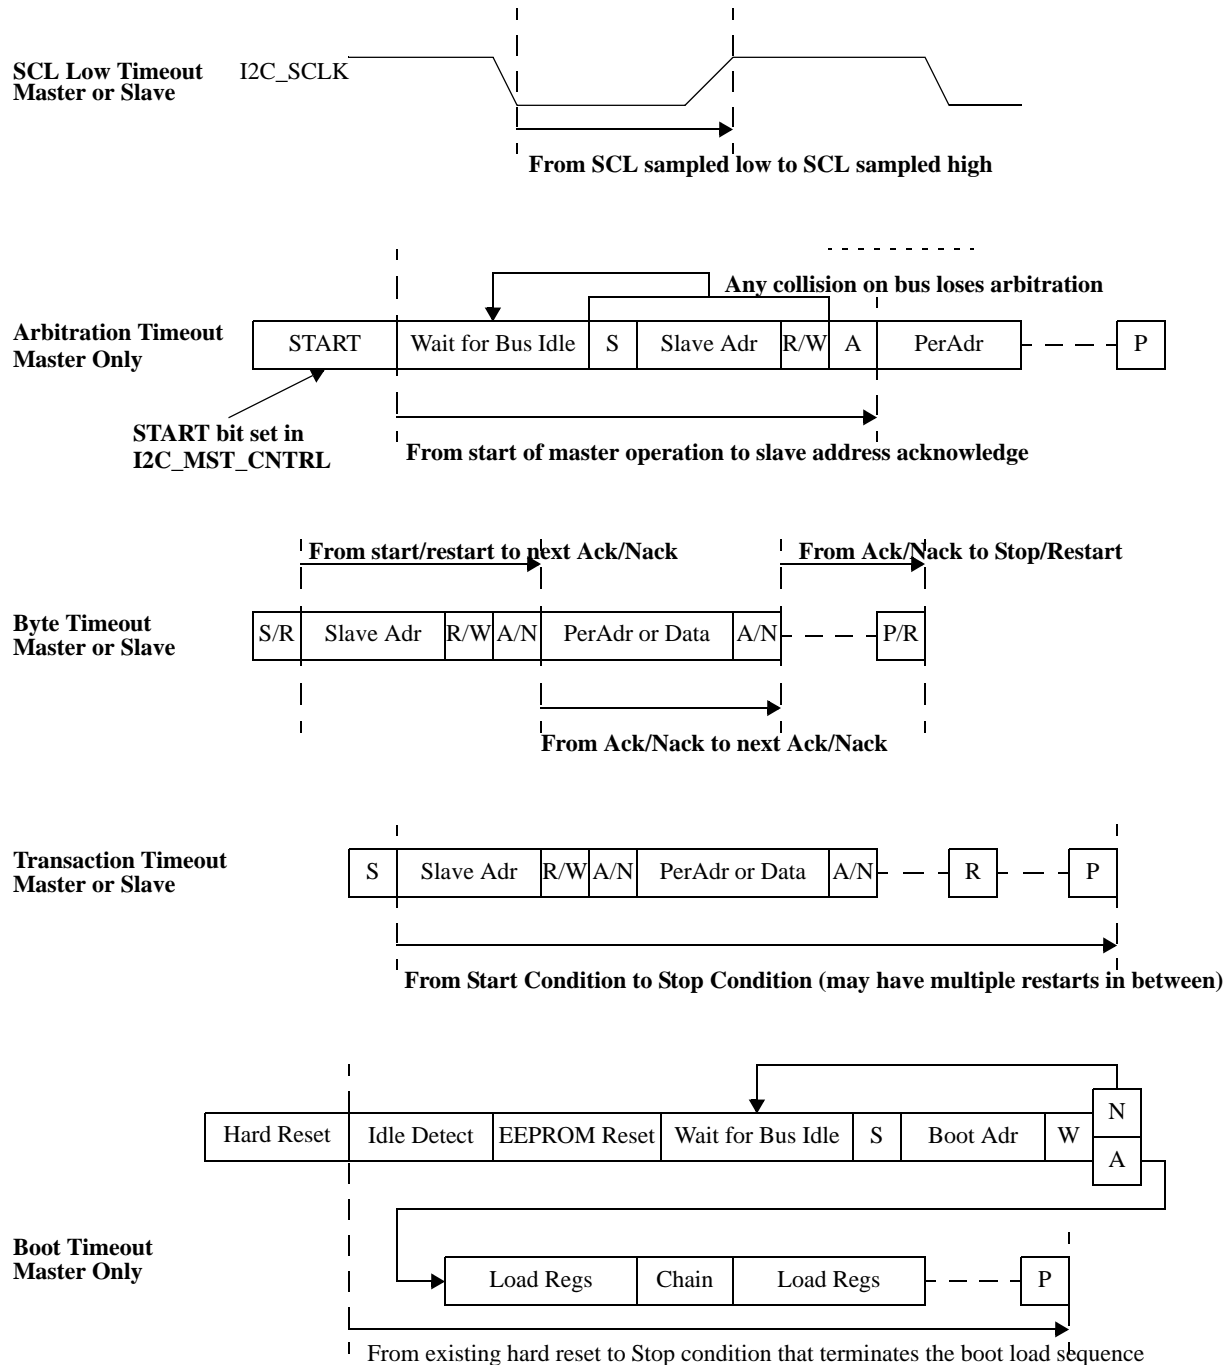 SCL Low Timeout
Master or Slave
I2C_SCLK
From SCL sampled low to SCL sampled high
Any collision on bus loses arbitration
Arbitration Timeout
Master Only
START
Wait for Bus Idle
S
Slave Adr
R/W
A
PerAdr
P
START bit set in
I2C_MST_CNTRL
From start of master operation to slave address acknowledge
From start/restart to next Ack/Nack
From Ack/Nack to Stop/Restart
Byte Timeout
Master or Slave
S/R
Slave Adr
R/W
A/N
PerAdr or Data
A/N
P/R
From Ack/Nack to next Ack/Nack
Transaction Timeout
Master or Slave
S
Slave Adr
R/W
A/N
PerAdr or Data
A/N
R
P
From Start Condition to Stop Condition (may have multiple restarts in between)
Hard Reset
Idle Detect
EEPROM Reset
Wait for Bus Idle
S
Boot Adr
W
N
A
Boot Timeout
Master Only
Load Regs
Chain
Load Regs
P
From existing hard reset to Stop condition that terminates the boot load sequence